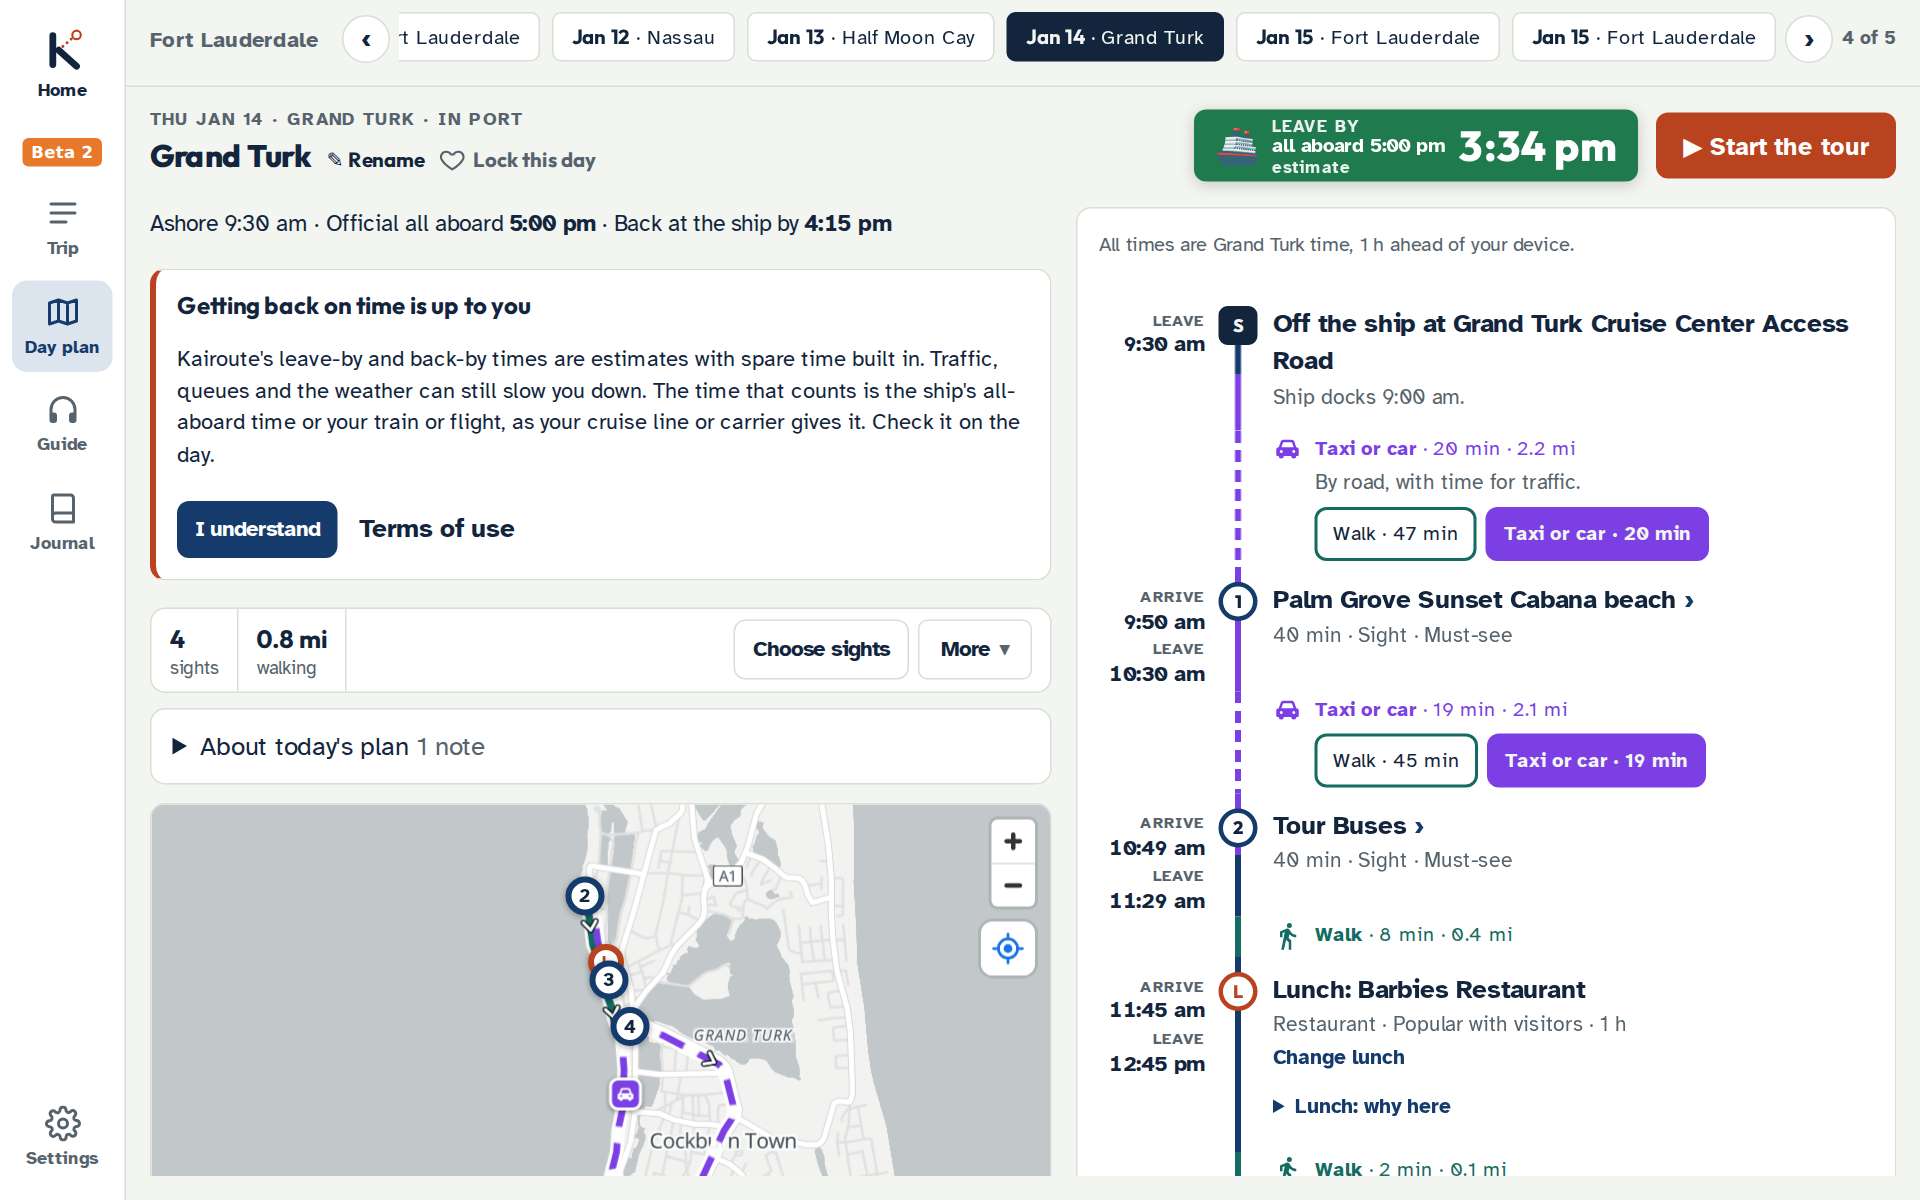 Home
Beta 2
Trip
Day plan
Guide
Journal
Settings
Fort Lauderdale
‹
rt Lauderdale
Jan 12 · Nassau
Jan 13 · Half Moon Cay
Jan 14 · Grand Turk
Jan 15 · Fort Lauderdale
Jan 15 · Fort Lauderdale
›
4 of 5
THU JAN 14 · GRAND TURK · IN PORT
Grand Turk ✎ Rename Lock this day
LEAVE BY
all aboard 5:00 pm
estimate
3:34 pm
▶ Start the tour
Ashore 9:30 am · Official all aboard 5:00 pm · Back at the ship by 4:15 pm
Getting back on time is up to you
Kairoute's leave-by and back-by times are estimates with spare time built in. Traffic,
queues and the weather can still slow you down. The time that counts is the ship's all-
aboard time or your train or flight, as your cruise line or carrier gives it. Check it on the
day.
I understand
Terms of use
4
sights
0.8 mi
walking
Choose sights
More ▼
▶ About today's plan 1 note
A1
2
3
4
GRAND TURK
Cockbu n Town
+
−
All times are Grand Turk time, 1 h ahead of your device.
LEAVE
9:30 am
S
Off the ship at Grand Turk Cruise Center Access
Road
Ship docks 9:00 am.
Taxi or car · 20 min · 2.2 mi
By road, with time for traffic.
Walk · 47 min
Taxi or car · 20 min
ARRIVE
9:50 am
LEAVE
10:30 am
1
Palm Grove Sunset Cabana beach ›
40 min · Sight · Must-see
Taxi or car · 19 min · 2.1 mi
Walk · 45 min
Taxi or car · 19 min
ARRIVE
10:49 am
LEAVE
11:29 am
2
Tour Buses ›
40 min · Sight · Must-see
Walk · 8 min · 0.4 mi
ARRIVE
11:45 am
LEAVE
12:45 pm
L
Lunch: Barbies Restaurant
Restaurant · Popular with visitors · 1 h
Change lunch
▶ Lunch: why here
Walk · 2 min · 0.1 mi